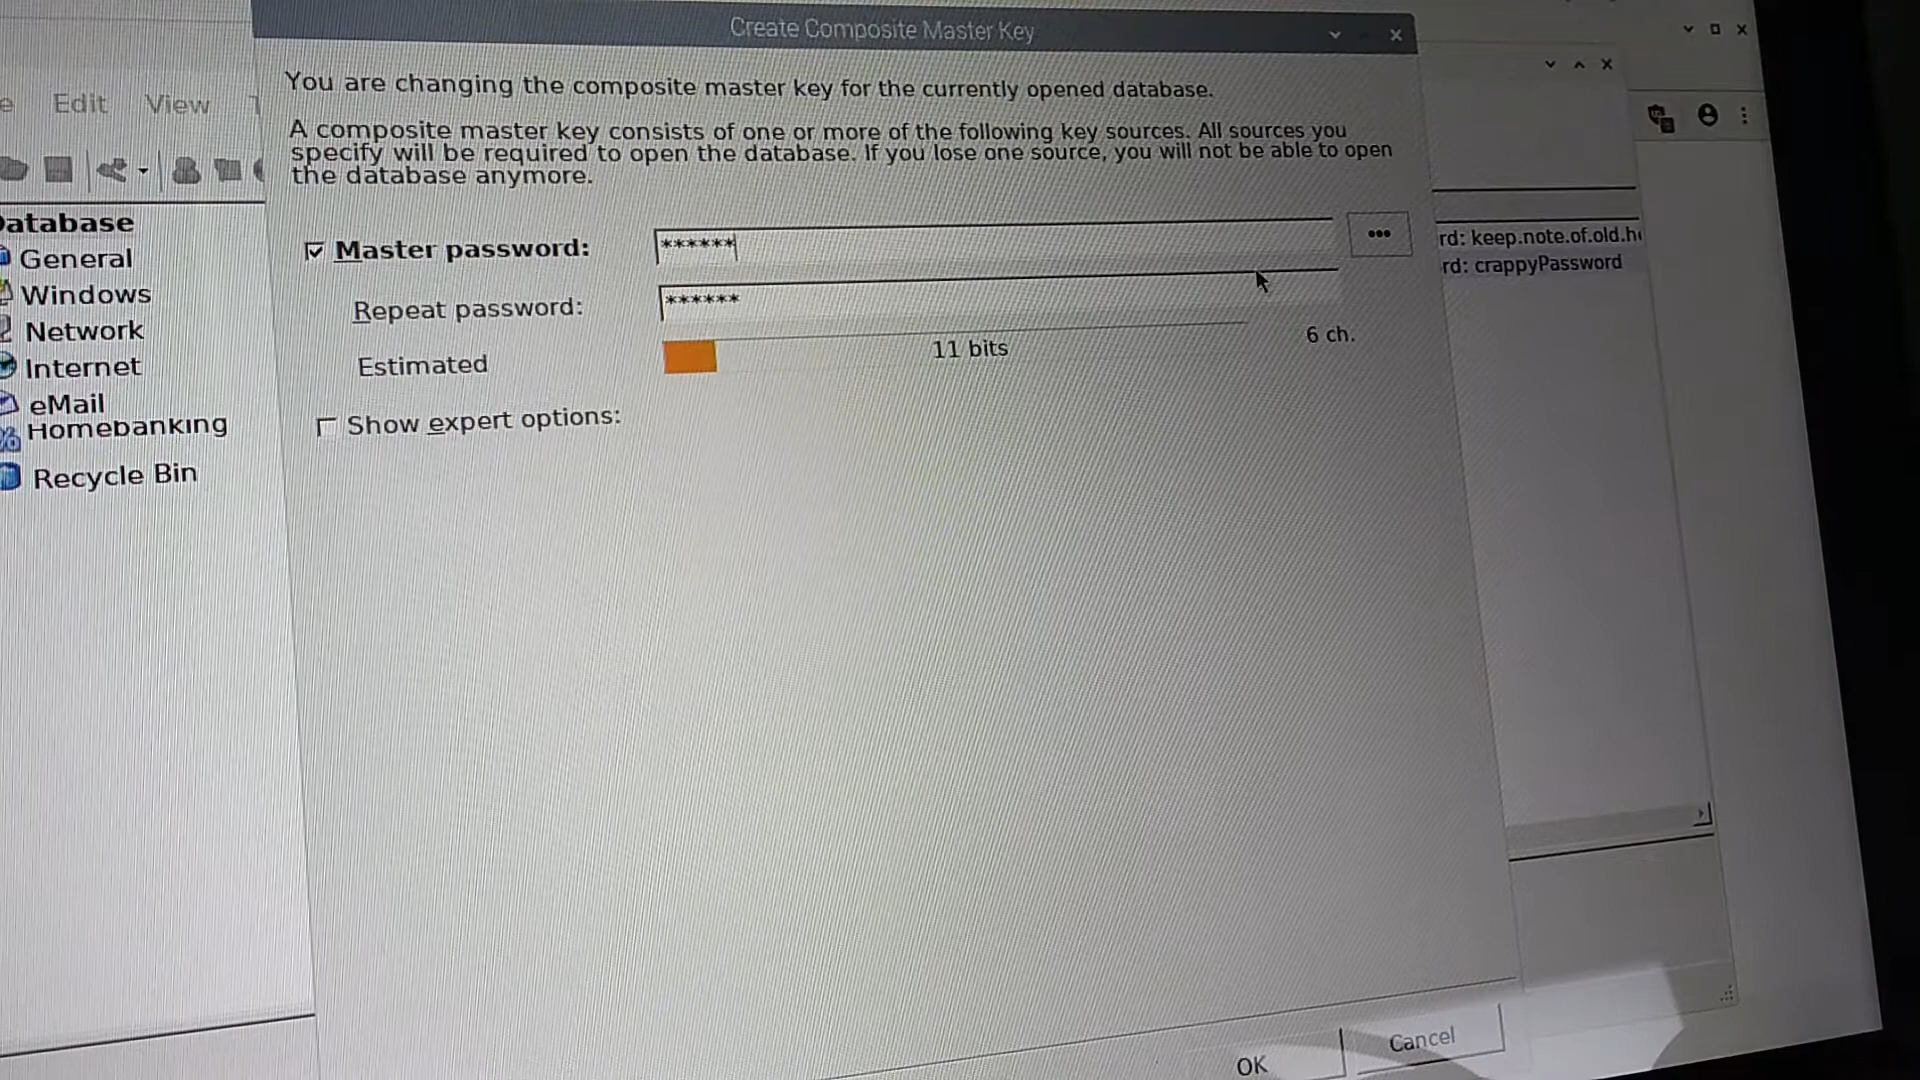 Create Composite Master Key
You are changing the composite master key for the currently opened database.
A composite master key consists of one or more of the following key sources. All sources you
specify will be required to open the database. If you lose one source, you will not be able to open
the database anymore.
Master password: ******
Repeat password: ******
Estimated 11 bits 6 ch.
Show expert options:
OK Cancel
Edit View
Database
General
Windows
Network
Internet
eMail
Homebanking
Recycle Bin
rd: keep.note.of.old.h
rd: crappyPassword